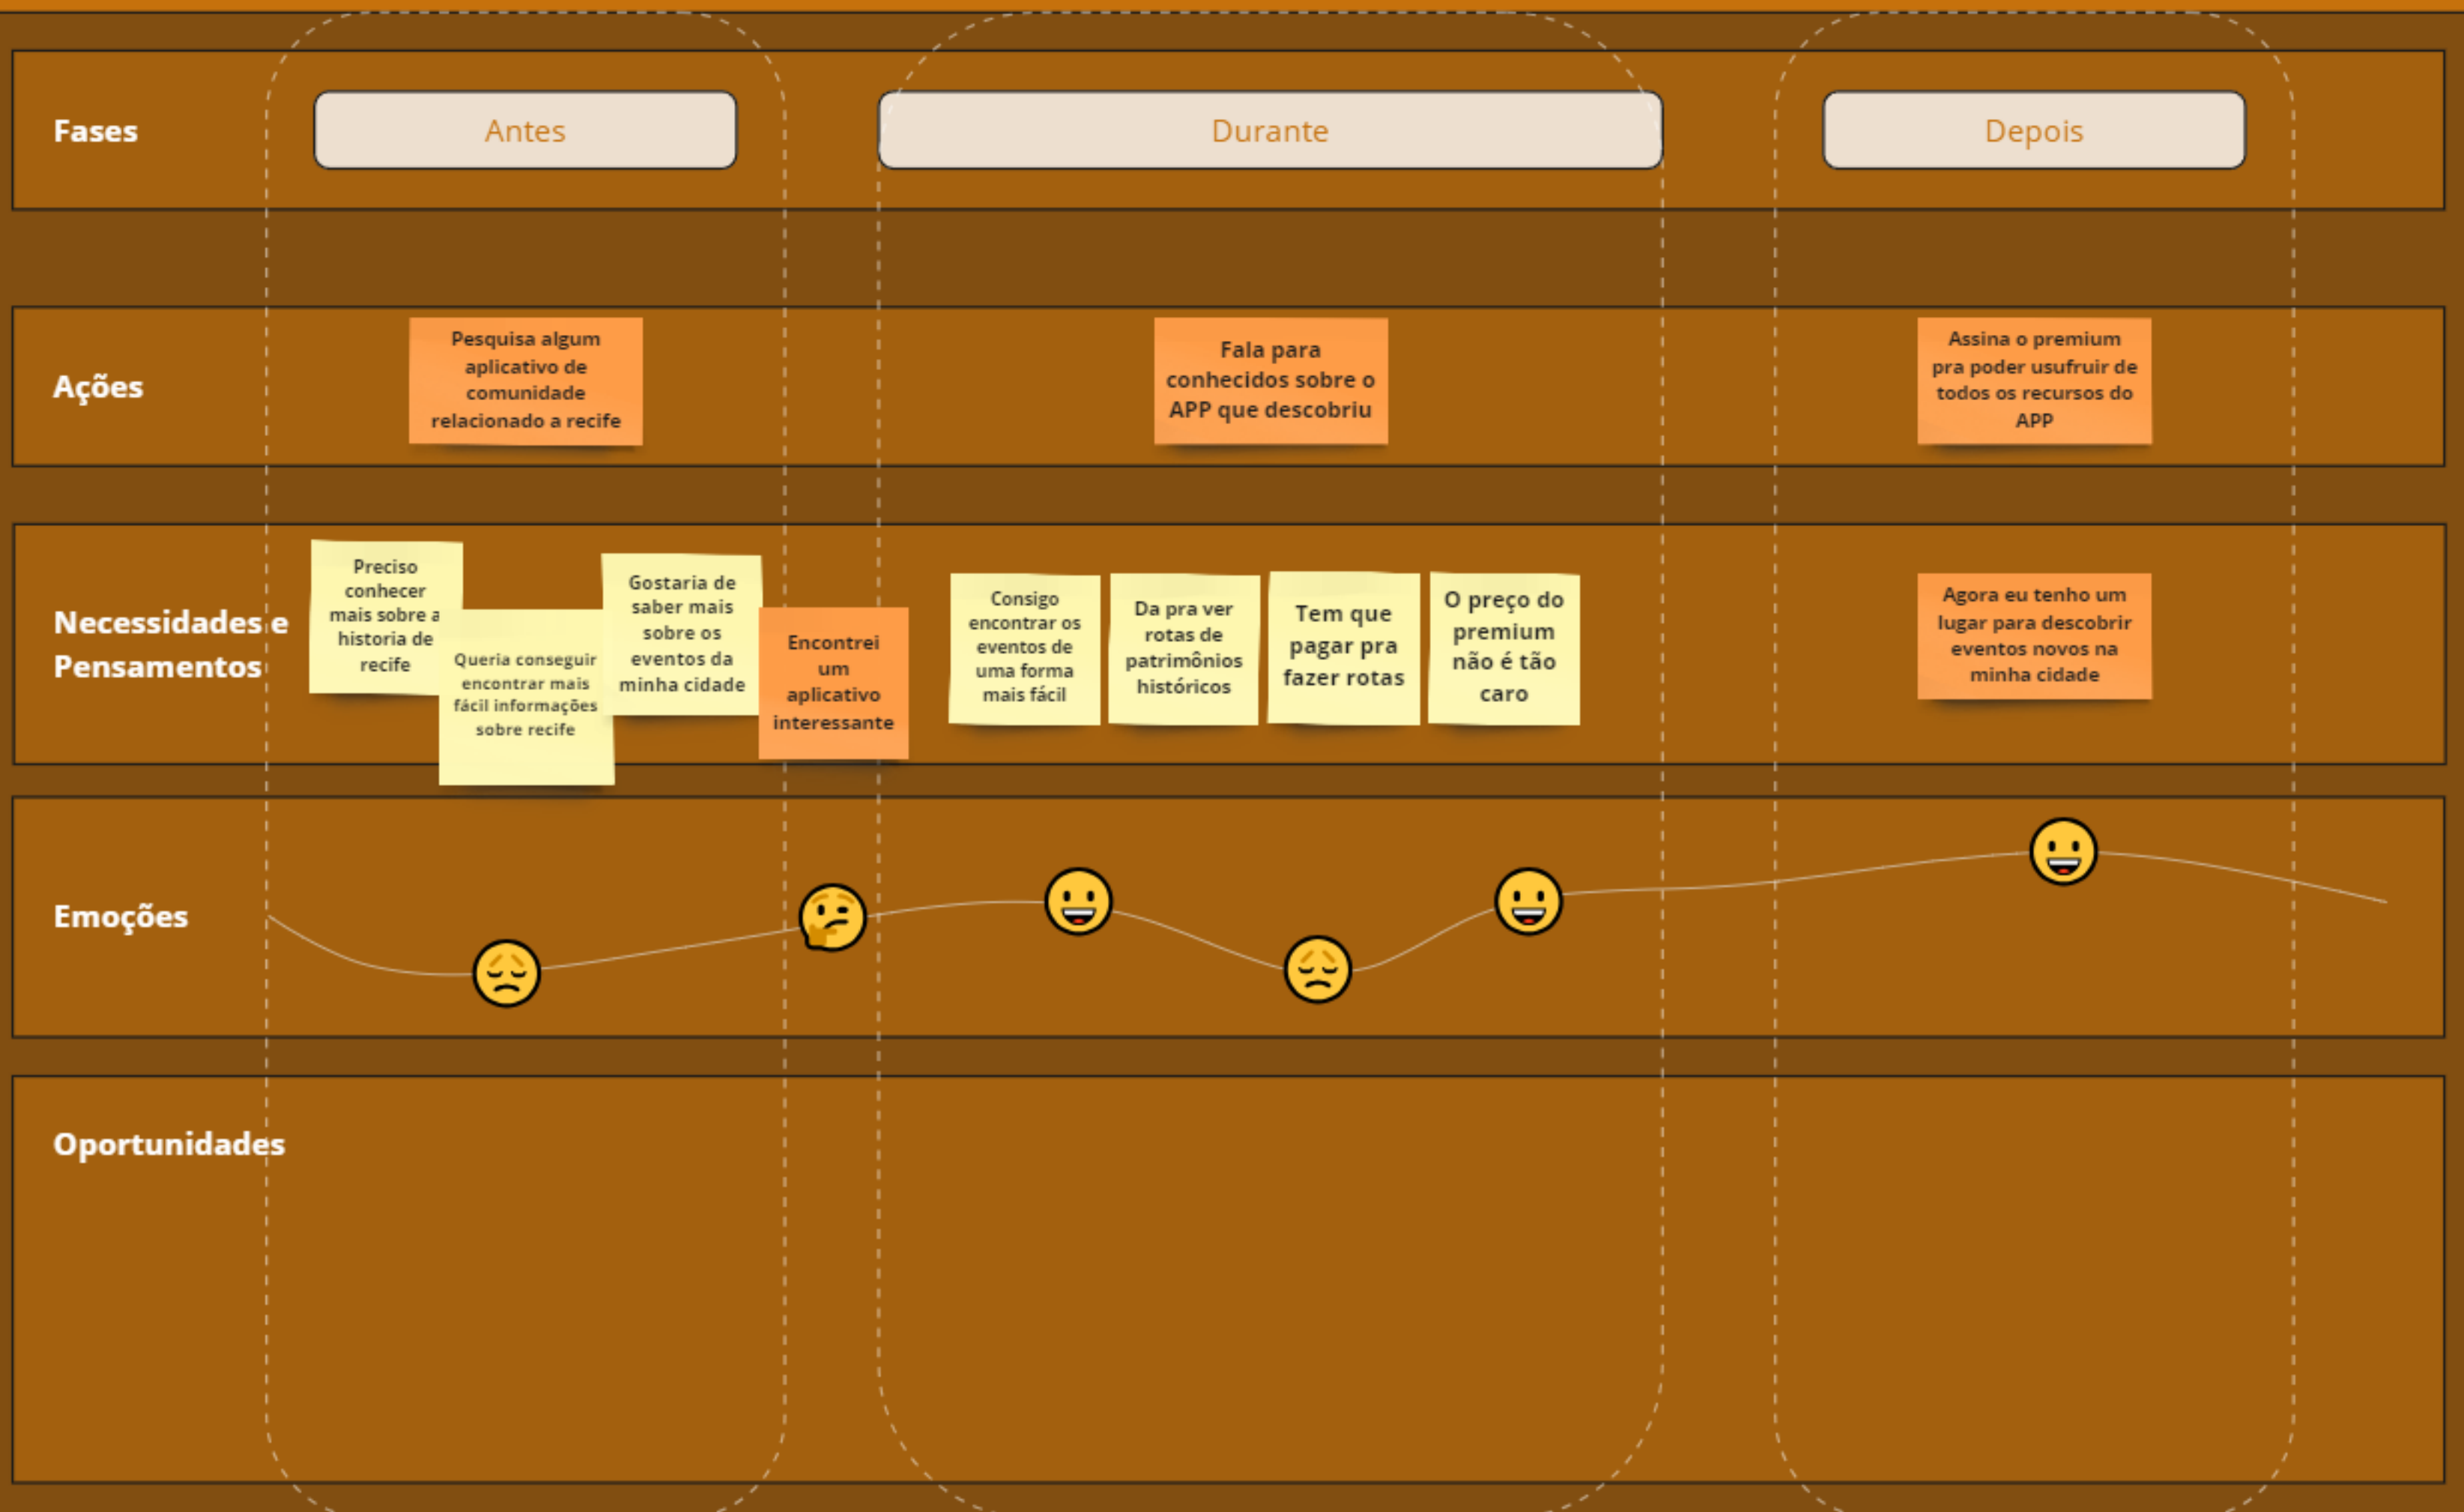 Fases
Antes
Durante
Depois
Ações
Pesquisa algum
aplicativo de
comunidade
relacionado a recife
Fala para
conhecidos sobre o
APP que descobriu
Assina o premium
pra poder usufruir de
todos os recursos do
APP
Necessidades e
Pensamentos
Preciso
conhecer
mais sobre a
historia de
recife
Queria conseguir
encontrar mais
fácil informações
sobre recife
Gostaria de
saber mais
sobre os
eventos da
minha cidade
Encontrei
um
aplicativo
interessante
Consigo
encontrar os
eventos de
uma forma
mais fácil
Da pra ver
rotas de
patrimônios
históricos
Tem que
pagar pra
fazer rotas
O preço do
premium
não é tão
caro
Agora eu tenho um
lugar para descobrir
eventos novos na
minha cidade
Emoções
Oportunidades